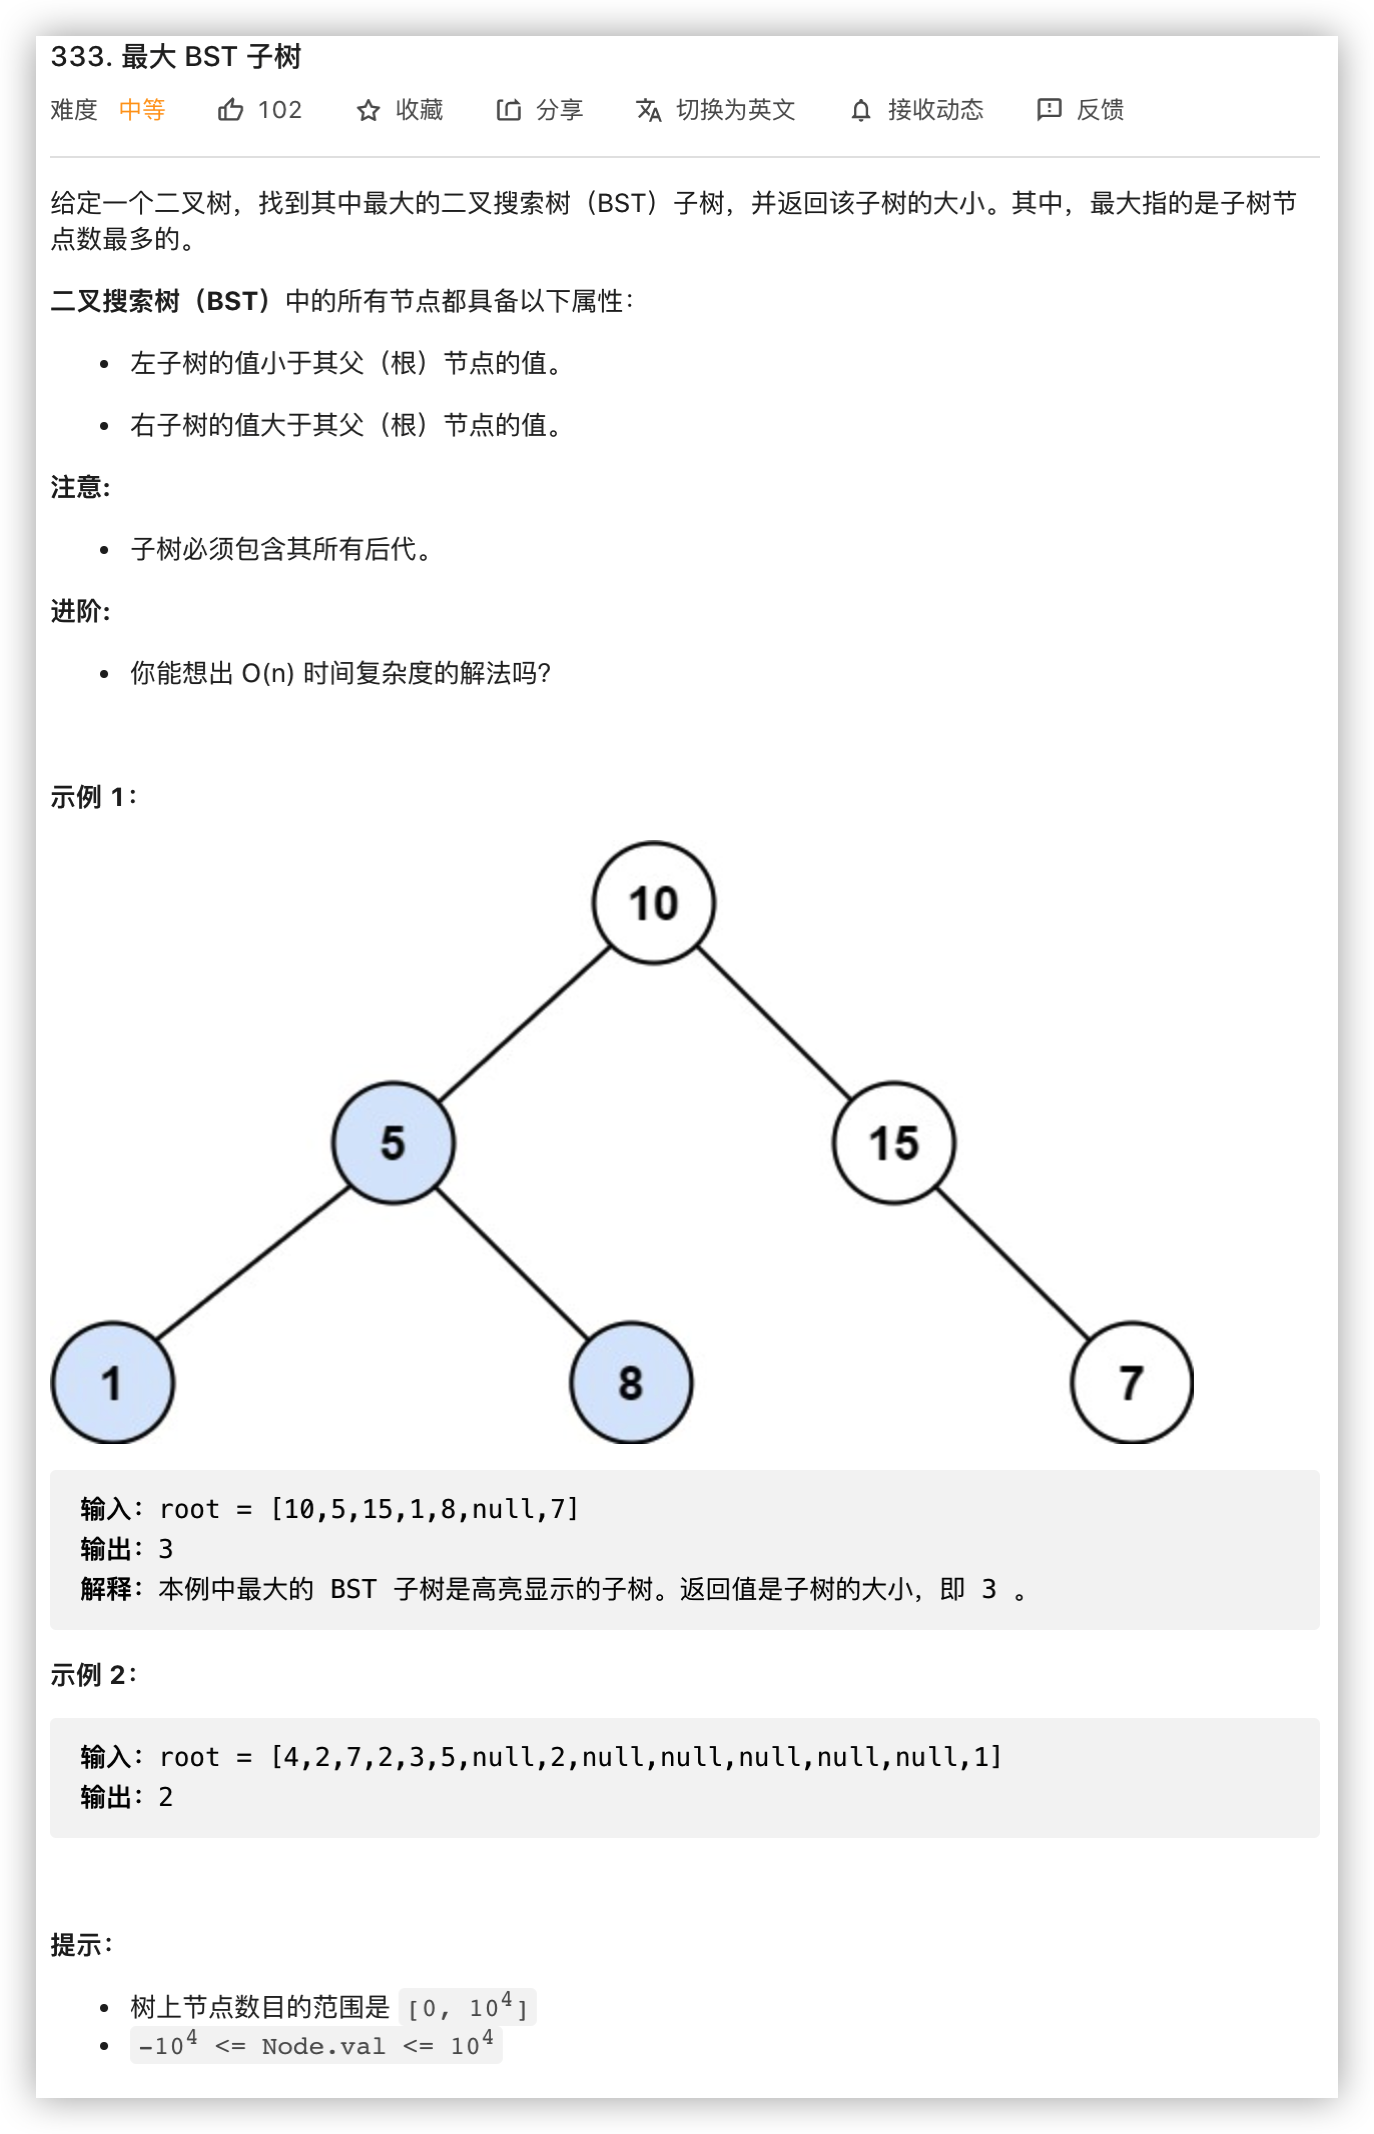 333. 最大 BST 子树
难度 中等 102 收藏 分享 切换为英文 接收动态 反馈
给定一个二叉树，找到其中最大的二叉搜索树（BST）子树，并返回该子树的大小。其中，最大指的是子树节
点数最多的。
二叉搜索树（BST）中的所有节点都具备以下属性：
• 左子树的值小于其父（根）节点的值。
• 右子树的值大于其父（根）节点的值。
注意:
• 子树必须包含其所有后代。
进阶:
• 你能想出 O(n) 时间复杂度的解法吗？
示例 1：
10
5 15
1 8 7
输入：root = [10,5,15,1,8,null,7]
输出：3
解释：本例中最大的 BST 子树是高亮显示的子树。返回值是子树的大小，即 3 。
示例 2：
输入：root = [4,2,7,2,3,5,null,2,null,null,null,null,null,1]
输出：2
提示：
• 树上节点数目的范围是 [0, 10⁴]
• -10⁴ <= Node.val <= 10⁴